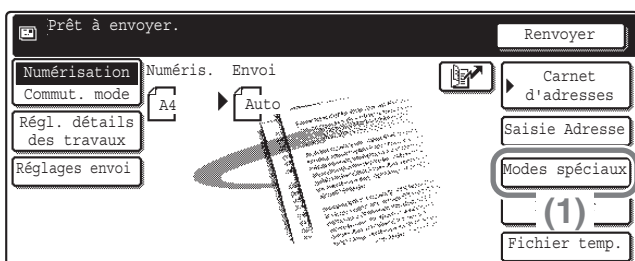 Prêt à envoyer.
Renvoyer
Numérisation
Commut. mode
Numéris.
Envoi
A4
Auto
Régl. détails
des travaux
Réglages envoi
Carnet
d'adresses
Saisie Adresse
Modes spéciaux
(1)
Fichier temp.